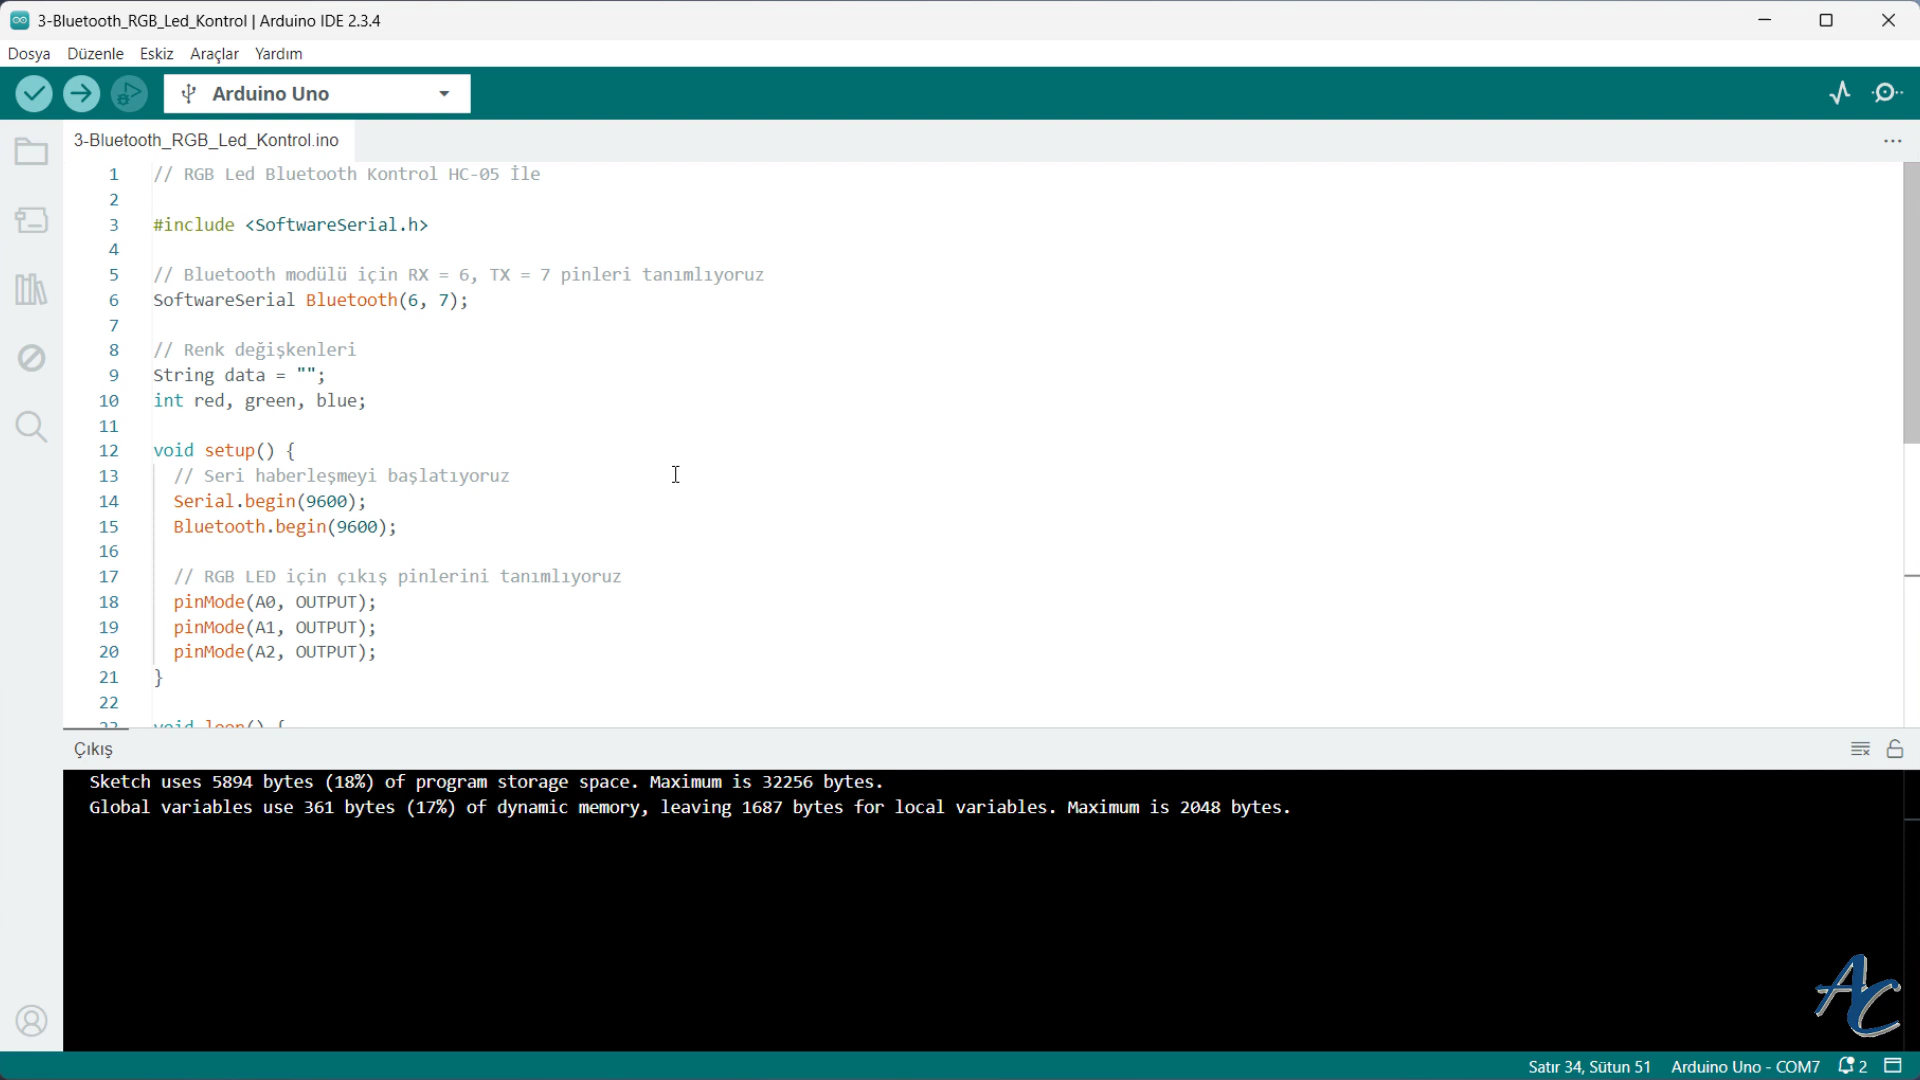 3-Bluetooth_RGB_Led_Kontrol | Arduino IDE 2.3.4
Dosya Düzenle Eskiz Araçlar Yardım
Arduino Uno
3-Bluetooth_RGB_Led_Kontrol.ino
1 // RGB Led Bluetooth Kontrol HC-05 İle
2
3 #include <SoftwareSerial.h>
4
5 // Bluetooth modülü için RX = 6, TX = 7 pinleri tanımlıyoruz
6 SoftwareSerial Bluetooth(6, 7);
7
8 // Renk değişkenleri
9 String data = "";
10 int red, green, blue;
11
12 void setup() {
13 // Seri haberleşmeyi başlatıyoruz
14 Serial.begin(9600);
15 Bluetooth.begin(9600);
16
17 // RGB LED için çıkış pinlerini tanımlıyoruz
18 pinMode(A0, OUTPUT);
19 pinMode(A1, OUTPUT);
20 pinMode(A2, OUTPUT);
21 }
22
23 void loop() {
Çıkış
Sketch uses 5894 bytes (18%) of program storage space. Maximum is 32256 bytes.
Global variables use 361 bytes (17%) of dynamic memory, leaving 1687 bytes for local variables. Maximum is 2048 bytes.
AC
Satır 34, Sütun 51 Arduino Uno - COM7 2